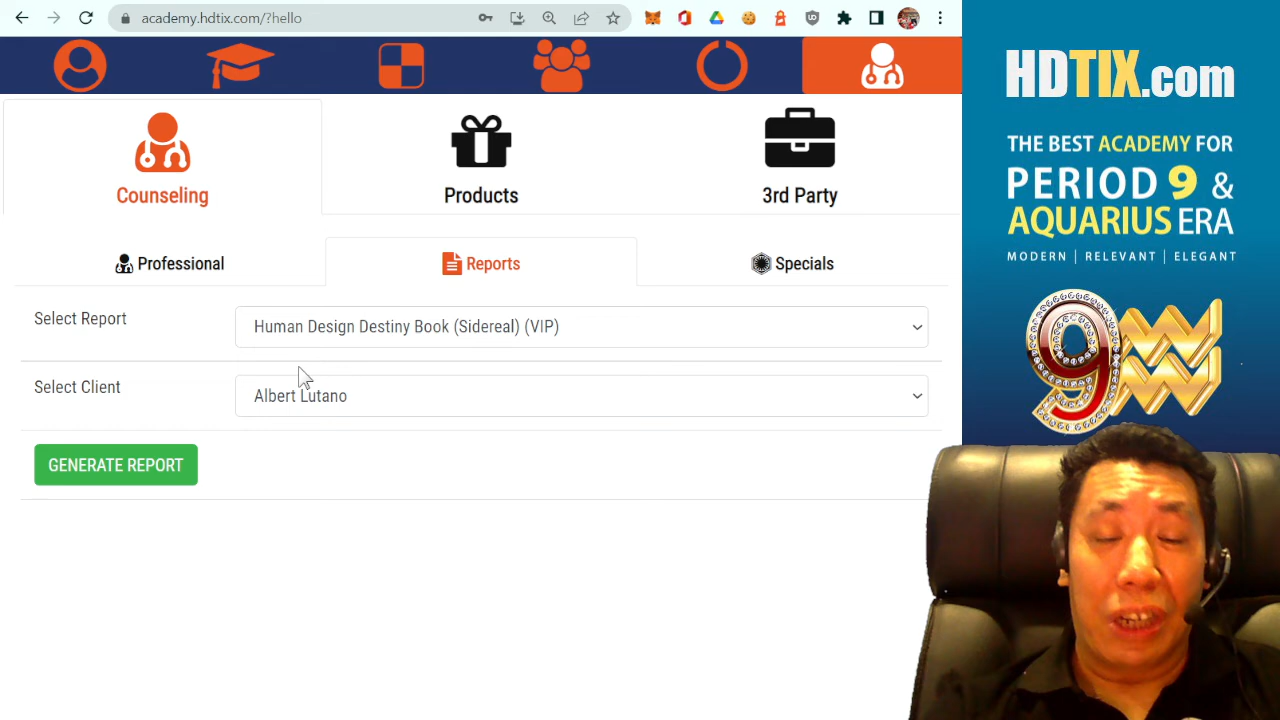 academy.hdtix.com/?hello
Counseling
Products
3rd Party
Professional
Reports
Specials
Select Report
Human Design Destiny Book (Sidereal) (VIP)
Select Client
Albert Lutano
GENERATE REPORT
HDTIX.com
THE BEST ACADEMY FOR
PERIOD 9 &
AQUARIUS ERA
MODERN | RELEVANT | ELEGANT
9